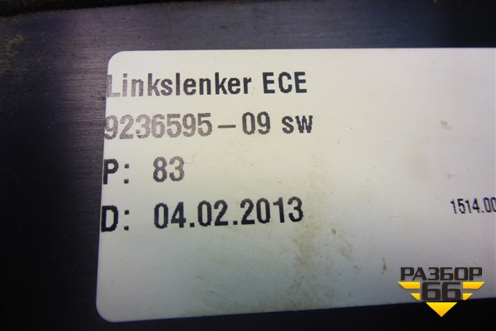 Linkslenker ECE
9236595-09 sw
P: 83
D: 04.02.2013
1514.00
РАЗБОР
66